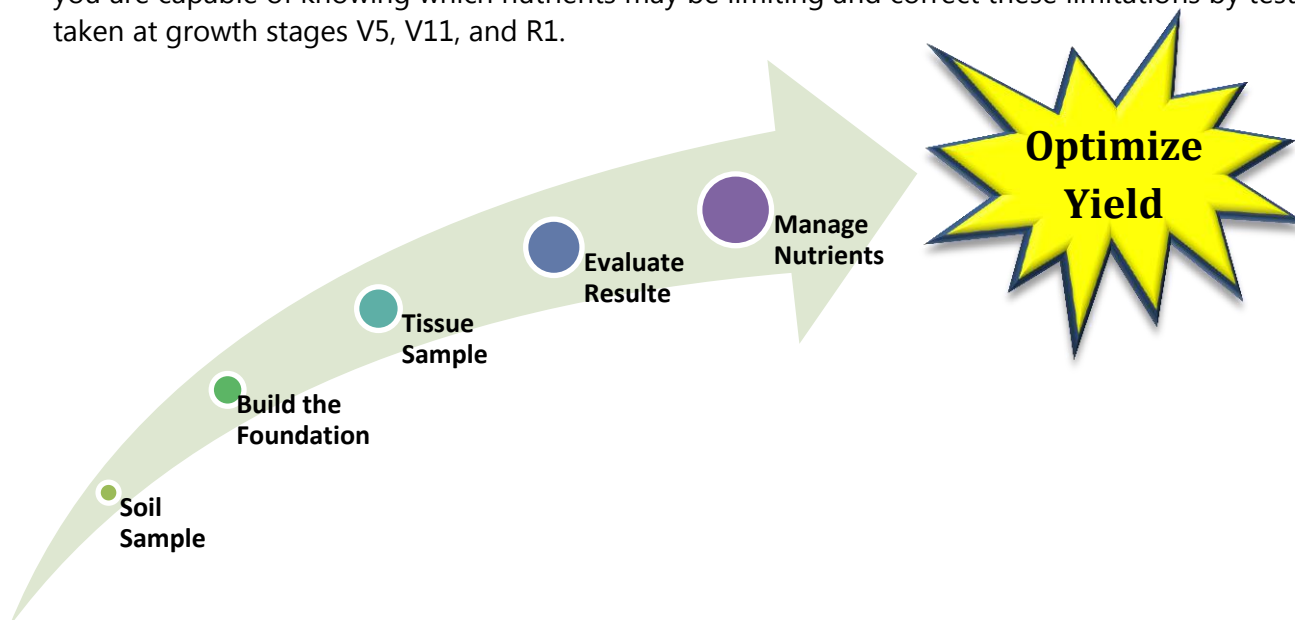 you are capable of knowing which nutrients may be limiting and correct these limitations by test
taken at growth stages V5, V11, and R1.
Optimize
Yield
Manage
Nutrients
Evaluate
Resulte
Tissue
Sample
Build the
Foundation
Soil
Sample